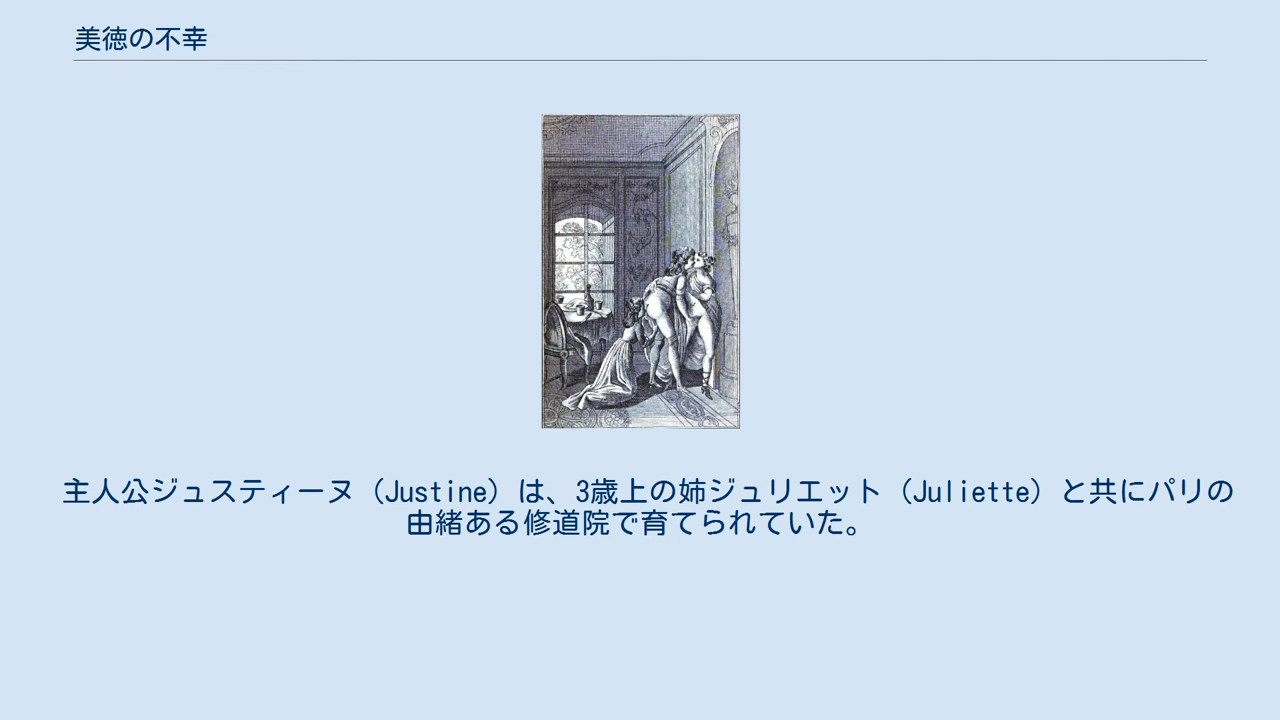 美徳の不幸
主人公ジュスティーヌ（Justine）は、3歳上の姉ジュリエット（Juliette）と共にパリの
由緒ある修道院で育てられていた。